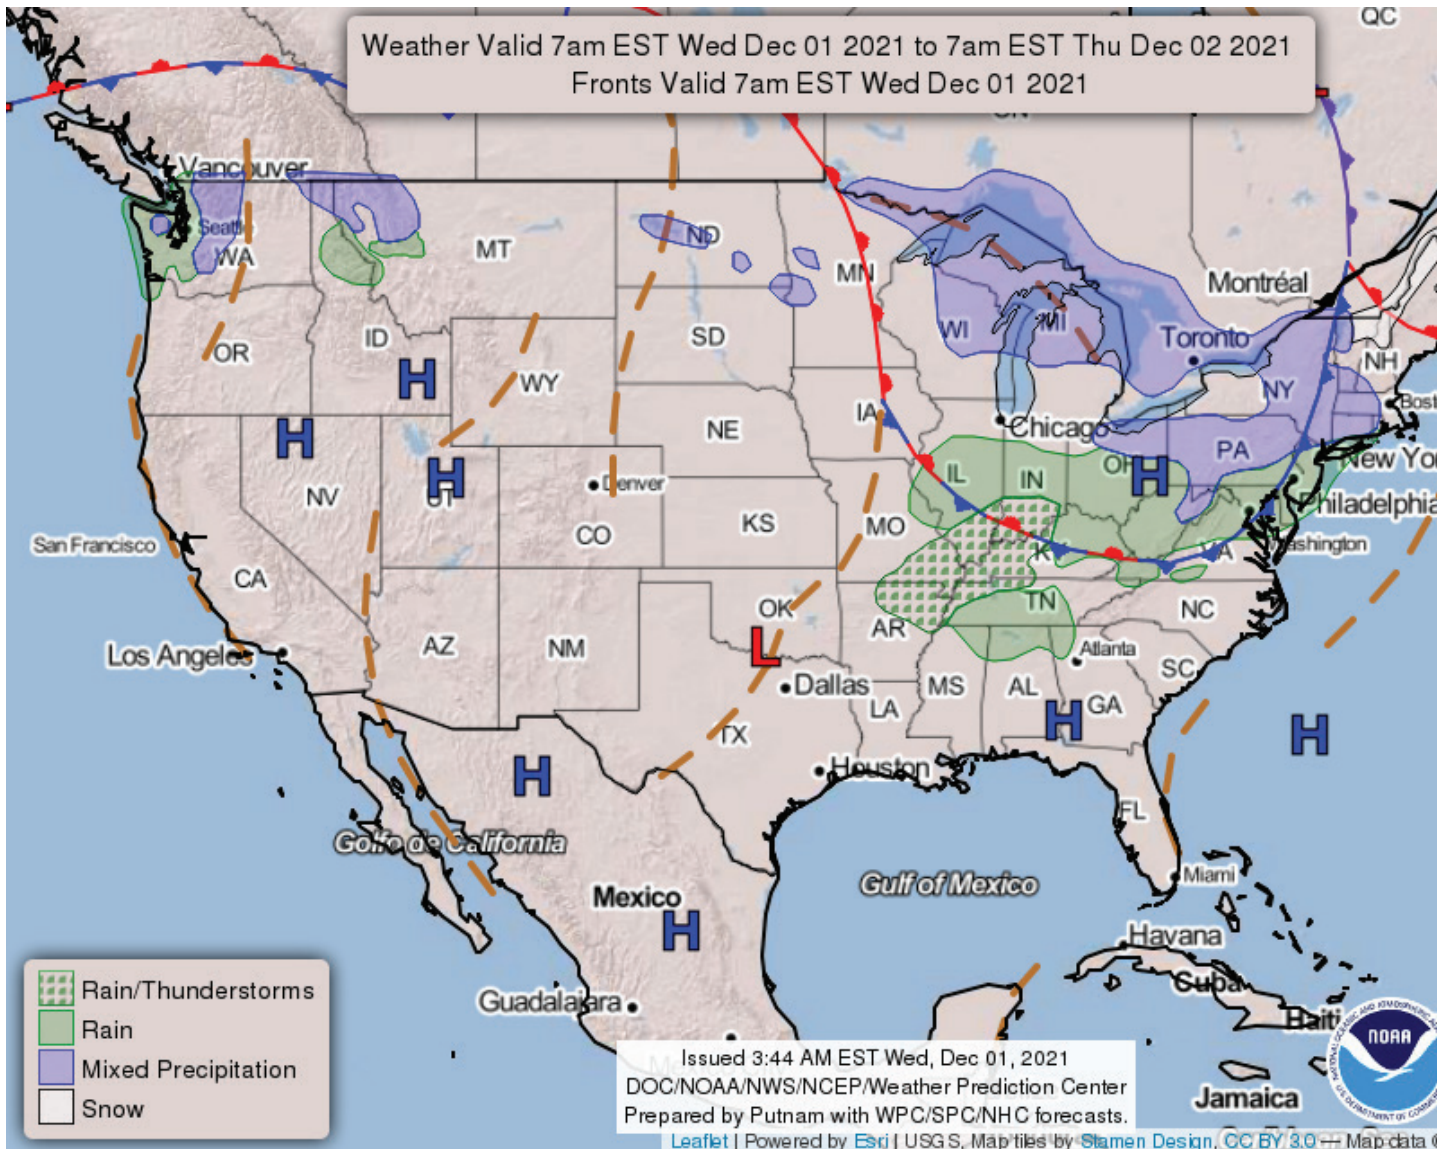 QC
Weather Valid 7am EST Wed Dec 01 2021 to 7am EST Thu Dec 02 2021
Fronts Valid 7am EST Wed Dec 01 2021
ON
Vancouver
Seattle
WA
MT
ND
MN
Montréal
OR
ID
WY
SD
WI
MI
Toronto
NH
NY
Bost
IA
NE
Chicago
H
H
NV
H
UT
Denver
IL
IN
OH
H
PA
New Yo
Philadelphia
San Francisco
CA
CO
KS
MO
KY
VA
Washington
Los Angeles
AZ
NM
OK
L
AR
TN
NC
Atlanta
SC
Dallas
TX
LA
MS
AL
GA
H
H
H
Houston
FL
Golfo de California
Mexico
H
Gulf of Mexico
Miami
Havana
Cuba
Haiti
Guadalajara
Mexico City
Jamaica
NOAA
Rain/Thunderstorms
Rain
Mixed Precipitation
Snow
Issued 3:44 AM EST Wed, Dec 01, 2021
DOC/NOAA/NWS/NCEP/Weather Prediction Center
Prepared by Putnam with WPC/SPC/NHC forecasts.
Leaflet | Powered by Esri | USGS, Map tiles by Stamen Design, CC BY 3.0 — Map data ©